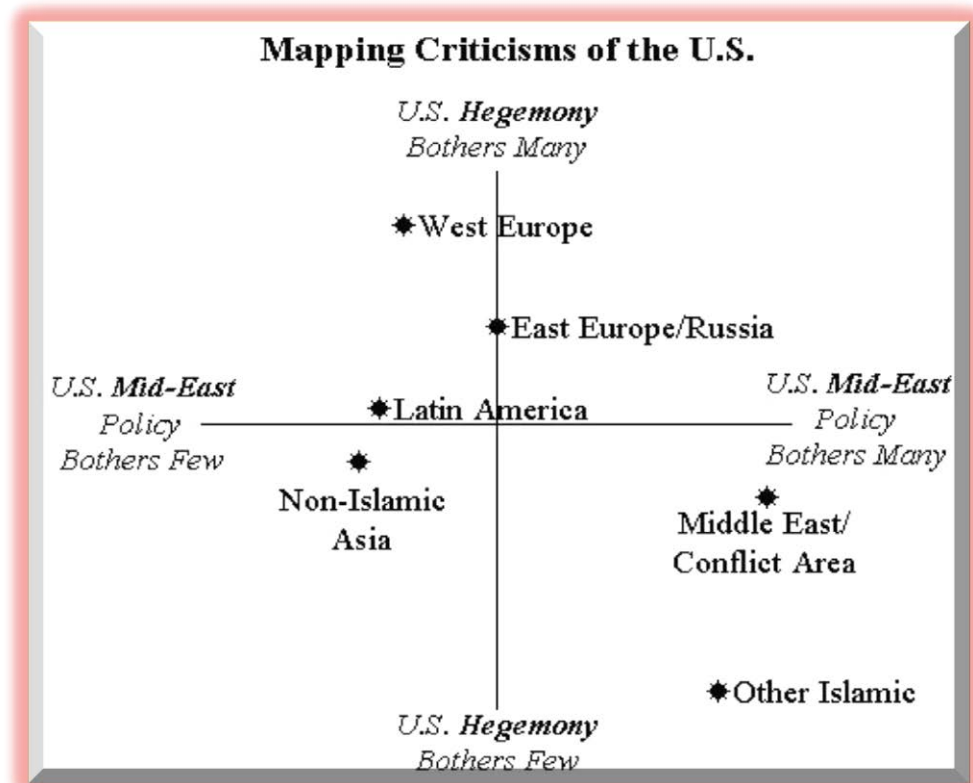 Mapping Criticisms of the U.S.
U.S. Hegemony
Bothers Many
West Europe
East Europe/Russia
U.S. Mid-East
Policy
Bothers Few
Latin America
U.S. Mid-East
Policy
Bothers Many
Non-Islamic
Asia
Middle East/
Conflict Area
Other Islamic
U.S. Hegemony
Bothers Few